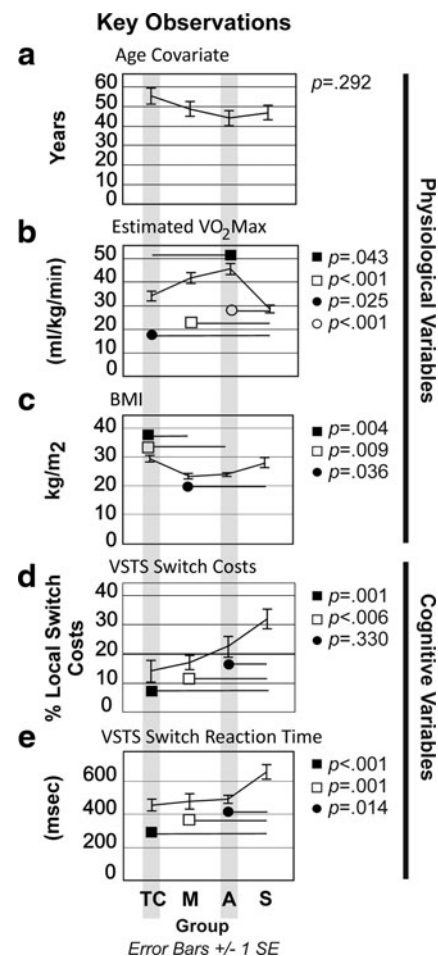 Key Observations
a
Age Covariate
p=.292
Years
60
50
40
30
20
10
0
b
Estimated VO2Max
(ml/kg/min)
50
40
30
20
10
0
■ p=.043
□ p<.001
● p=.025
○ p<.001
Physiological Variables
c
BMI
kg/m2
40
30
20
10
0
■ p=.004
□ p=.009
● p=.036
d
VSTS Switch Costs
% Local Switch
Costs
40
30
20
10
0
■ p=.001
□ p<.006
● p=.330
Cognitive Variables
e
VSTS Switch Reaction Time
(msec)
600
400
200
0
■ p<.001
□ p=.001
● p=.014
TC M A S
Group
Error Bars +/- 1 SE